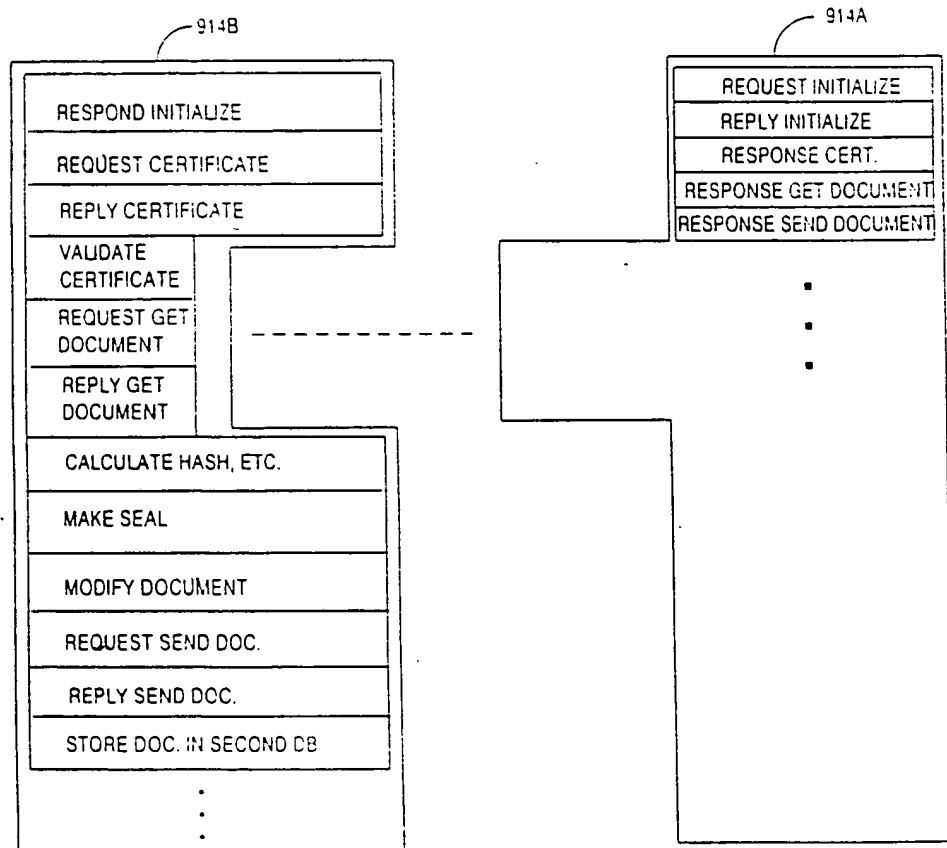 914B
RESPOND INITIALIZE
REQUEST CERTIFICATE
REPLY CERTIFICATE
VALIDATE
CERTIFICATE
REQUEST GET
DOCUMENT
REPLY GET
DOCUMENT
CALCULATE HASH, ETC.
MAKE SEAL
MODIFY DOCUMENT
REQUEST SEND DOC.
REPLY SEND DOC.
STORE DOC. IN SECOND DB
914A
REQUEST INITIALIZE
REPLY INITIALIZE
RESPONSE CERT.
RESPONSE GET DOCUMENT
RESPONSE SEND DOCUMENT